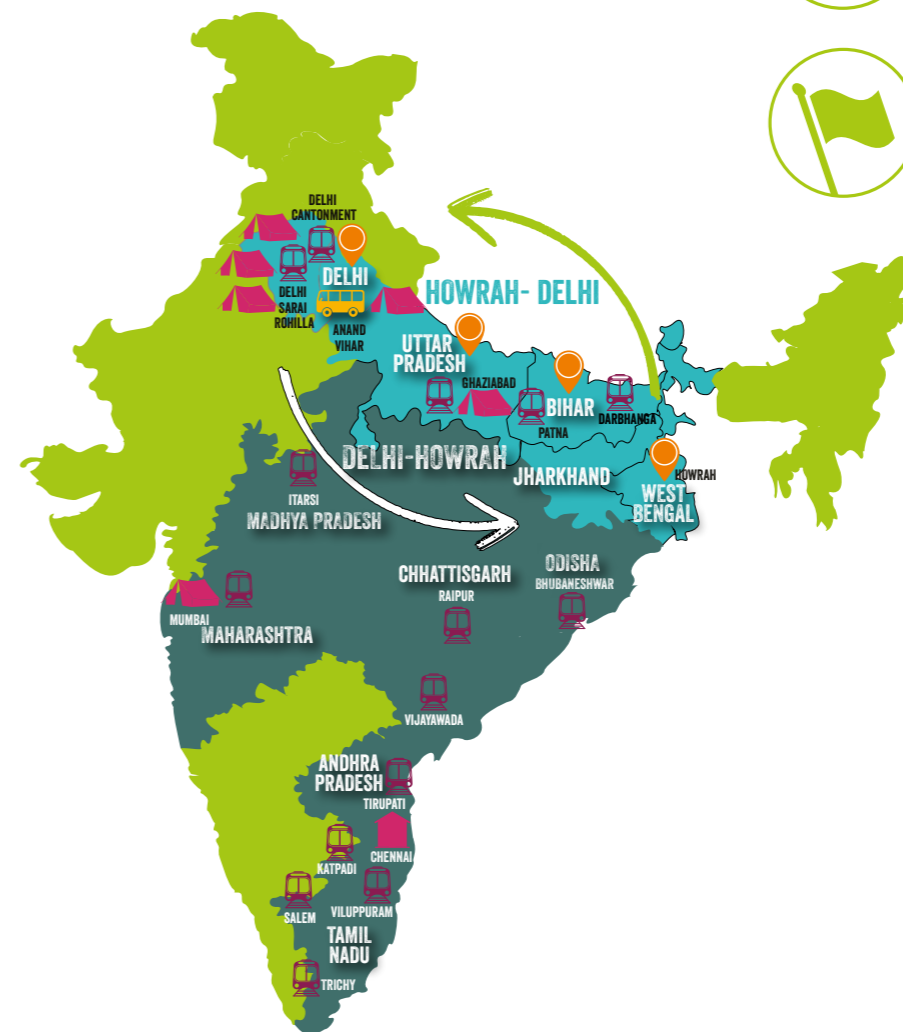 DELHI
CANTONMENT
DELHI
DELHI
SARAI
ROHILLA
ANAND
VIHAR
HOWRAH- DELHI
UTTAR
PRADESH
GHAZIABAD
BIHAR
PATNA
DARBHANGA
DELHI-HOWRAH
JHARKHAND
HOWRAH
WEST
BENGAL
ITARSI
MADHYA PRADESH
CHHATTISGARH
RAIPUR
ODISHA
BHUBANESHWAR
MUMBAI
MAHARASHTRA
VIJAYAWADA
ANDHRA
PRADESH
TIRUPATI
CHENNAI
KATPADI
SALEM
VILUPPURAM
TAMIL
NADU
TRICHY